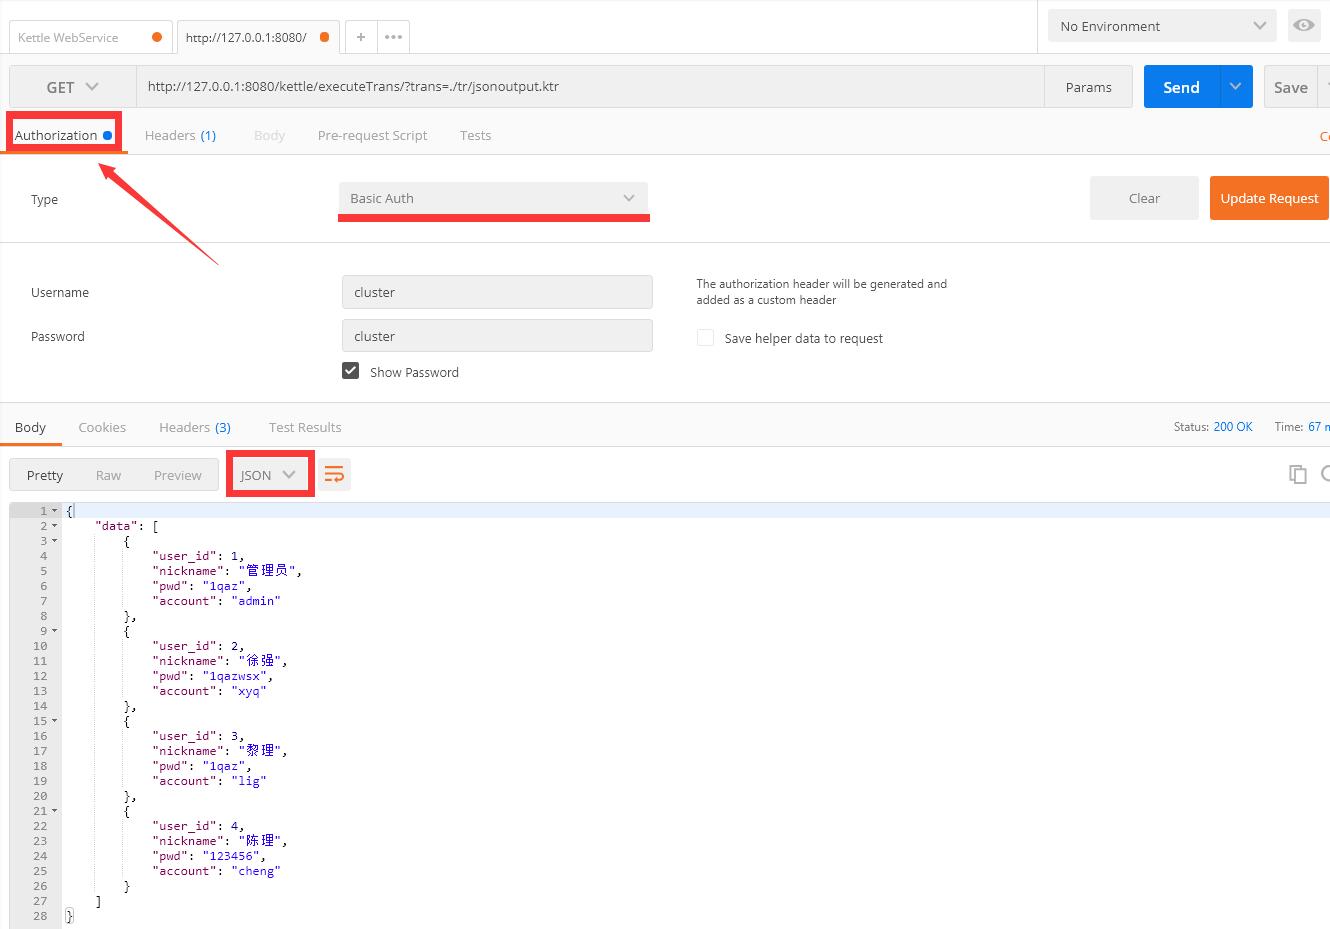 Kettle WebService http://127.0.0.1:8080/ + ••• No Environment
GET http://127.0.0.1:8080/kettle/executeTrans/?trans=./tr/jsonoutput.ktr Params Send Save
Authorization Headers (1) Body Pre-request Script Tests
Type Basic Auth Clear Update Request
Username cluster The authorization header will be generated and
added as a custom header
Password cluster Save helper data to request
Show Password
Body Cookies Headers (3) Test Results Status: 200 OK Time: 67 m
Pretty Raw Preview JSON
1 {
2 "data": [
3 {
4 "user_id": 1,
5 "nickname": "管理员",
6 "pwd": "1qaz",
7 "account": "admin"
8 },
9 {
10 "user_id": 2,
11 "nickname": "徐强",
12 "pwd": "1qazwsx",
13 "account": "xyq"
14 },
15 {
16 "user_id": 3,
17 "nickname": "黎理",
18 "pwd": "1qaz",
19 "account": "lig"
20 },
21 {
22 "user_id": 4,
23 "nickname": "陈理",
24 "pwd": "123456",
25 "account": "cheng"
26 }
27 ]
28 }